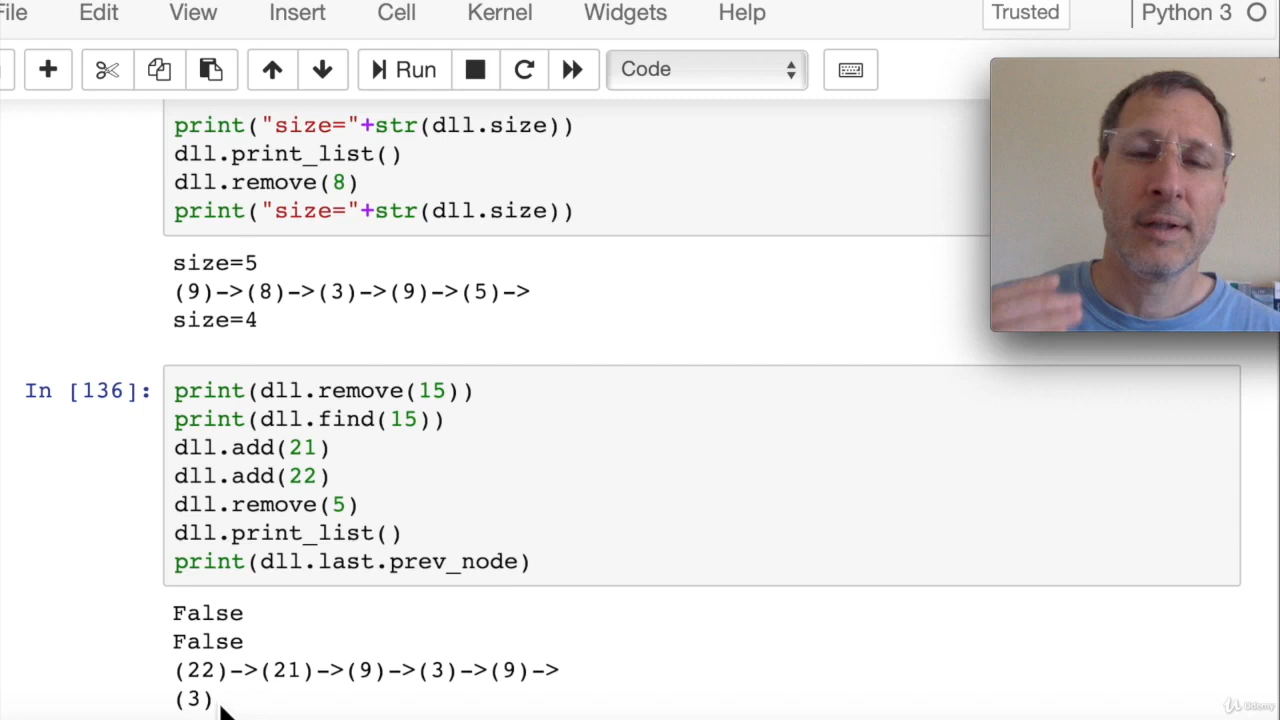 File Edit View Insert Cell Kernel Widgets Help Trusted Python 3
Run Code
print("size="+str(dll.size))
dll.print_list()
dll.remove(8)
print("size="+str(dll.size))
size=5
(9)->(8)->(3)->(9)->(5)->
size=4
In [136]: print(dll.remove(15))
print(dll.find(15))
dll.add(21)
dll.add(22)
dll.remove(5)
dll.print_list()
print(dll.last.prev_node)
False
False
(22)->(21)->(9)->(3)->(9)->
(3)
Udemy